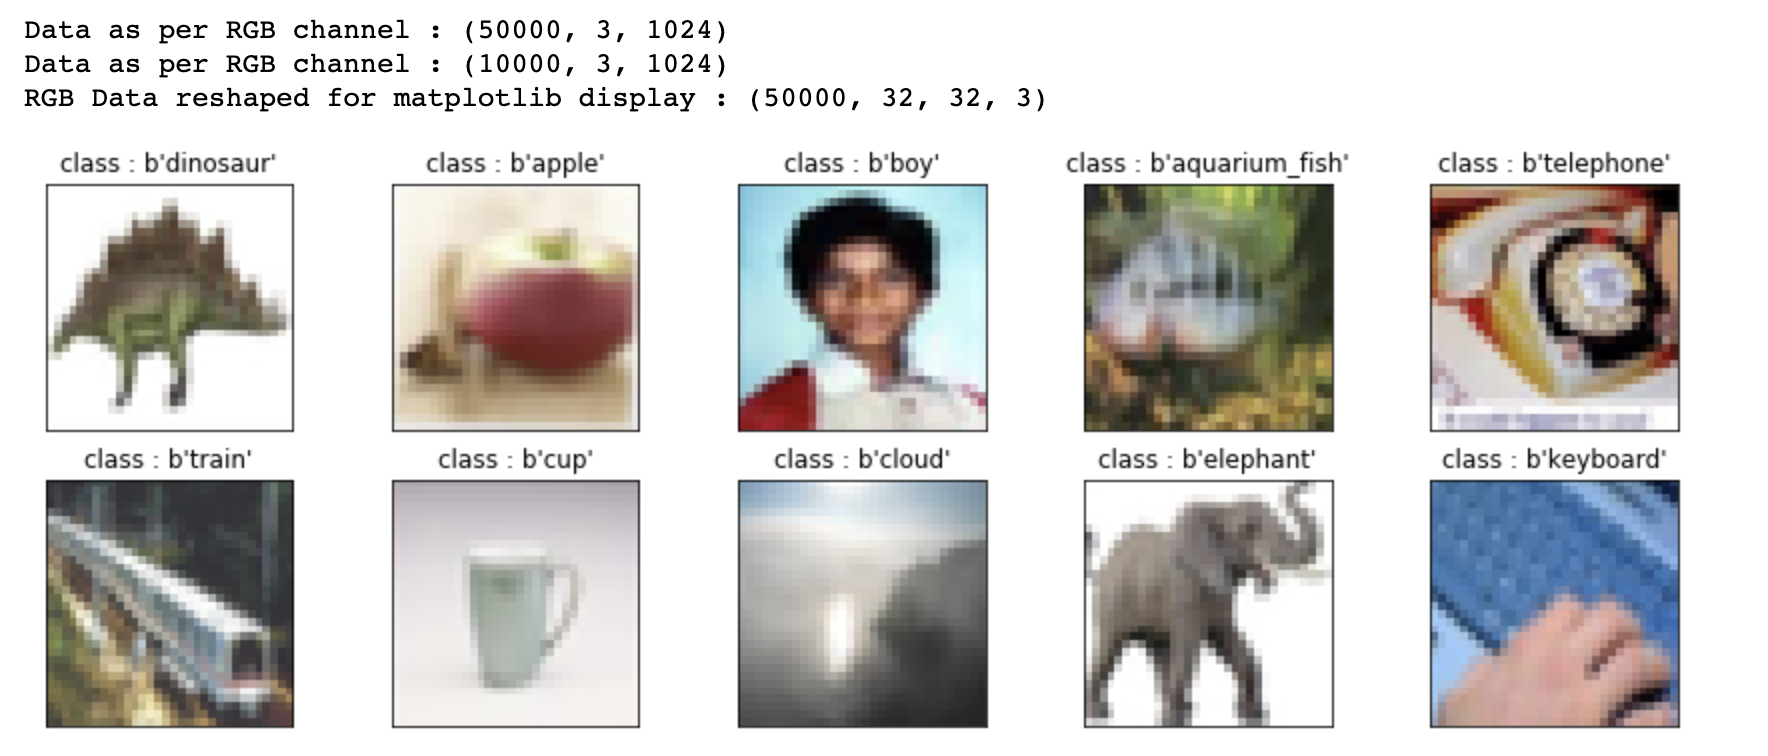 Data as per RGB channel : (50000, 3, 1024)
Data as per RGB channel : (10000, 3, 1024)
RGB Data reshaped for matplotlib display : (50000, 32, 32, 3)
class : b'dinosaur'
class : b'apple'
class : b'boy'
class : b'aquarium_fish'
class : b'telephone'
class : b'train'
class : b'cup'
class : b'cloud'
class : b'elephant'
class : b'keyboard'